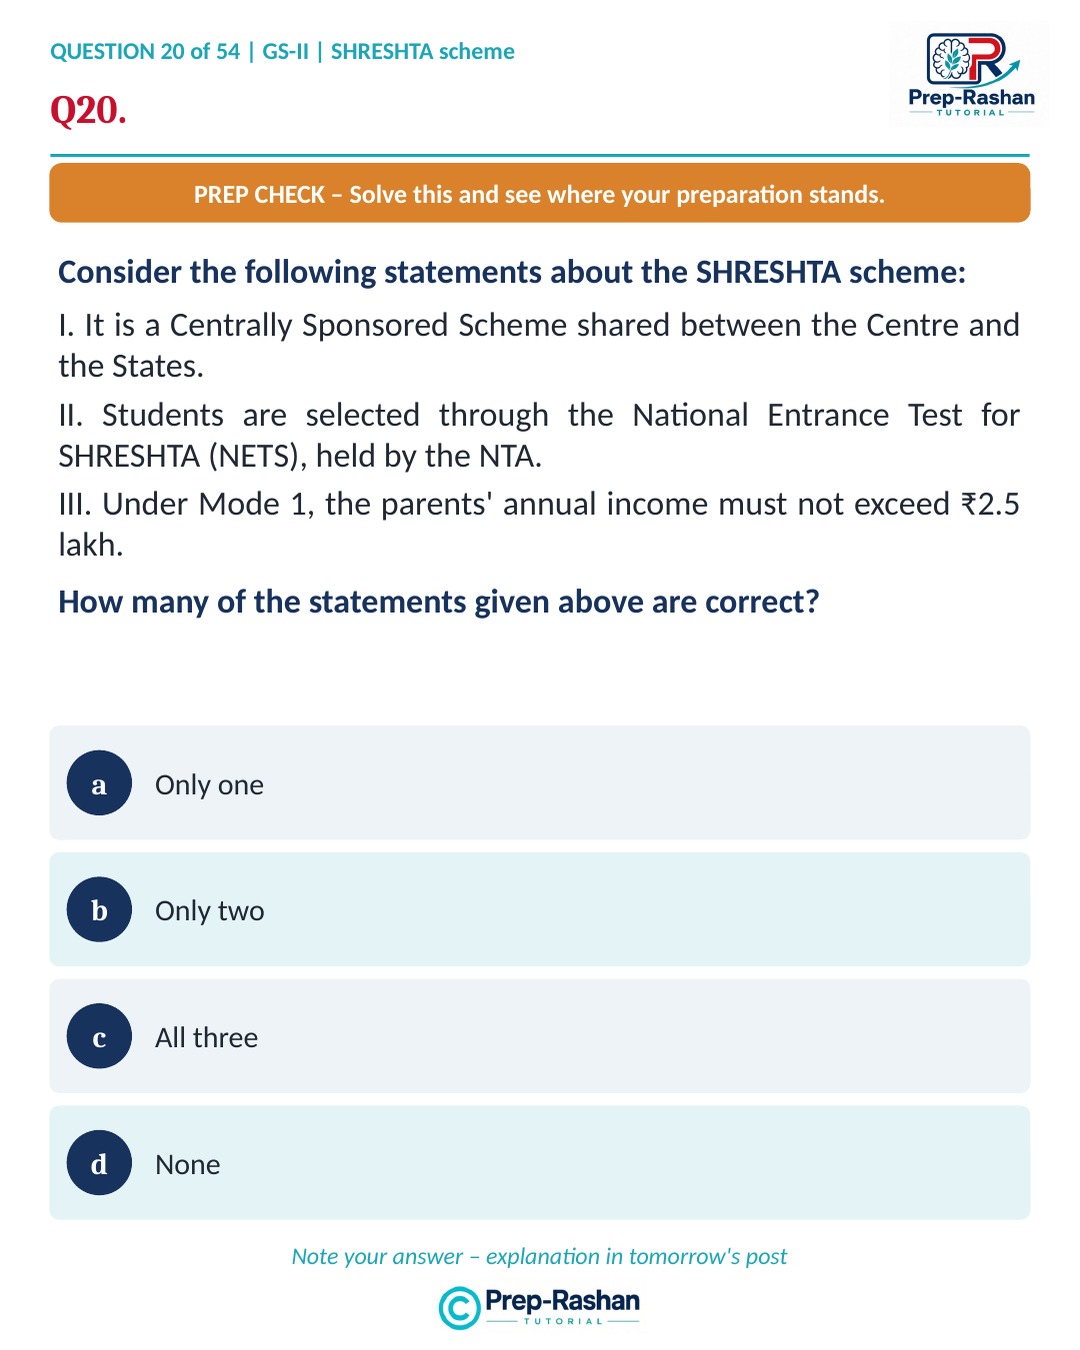 QUESTION 20 of 54 | GS-II | SHRESHTA scheme
Q20.
R
Prep-Rashan
TUTORIAL
PREP CHECK – Solve this and see where your preparation stands.
Consider the following statements about the SHRESHTA scheme:
I. It is a Centrally Sponsored Scheme shared between the Centre and
the States.
II. Students are selected through the National Entrance Test for
SHRESHTA (NETS), held by the NTA.
III. Under Mode 1, the parents' annual income must not exceed ₹2.5
lakh.
How many of the statements given above are correct?
a Only one
b Only two
c All three
d None
Note your answer – explanation in tomorrow's post
© Prep-Rashan
TUTORIAL